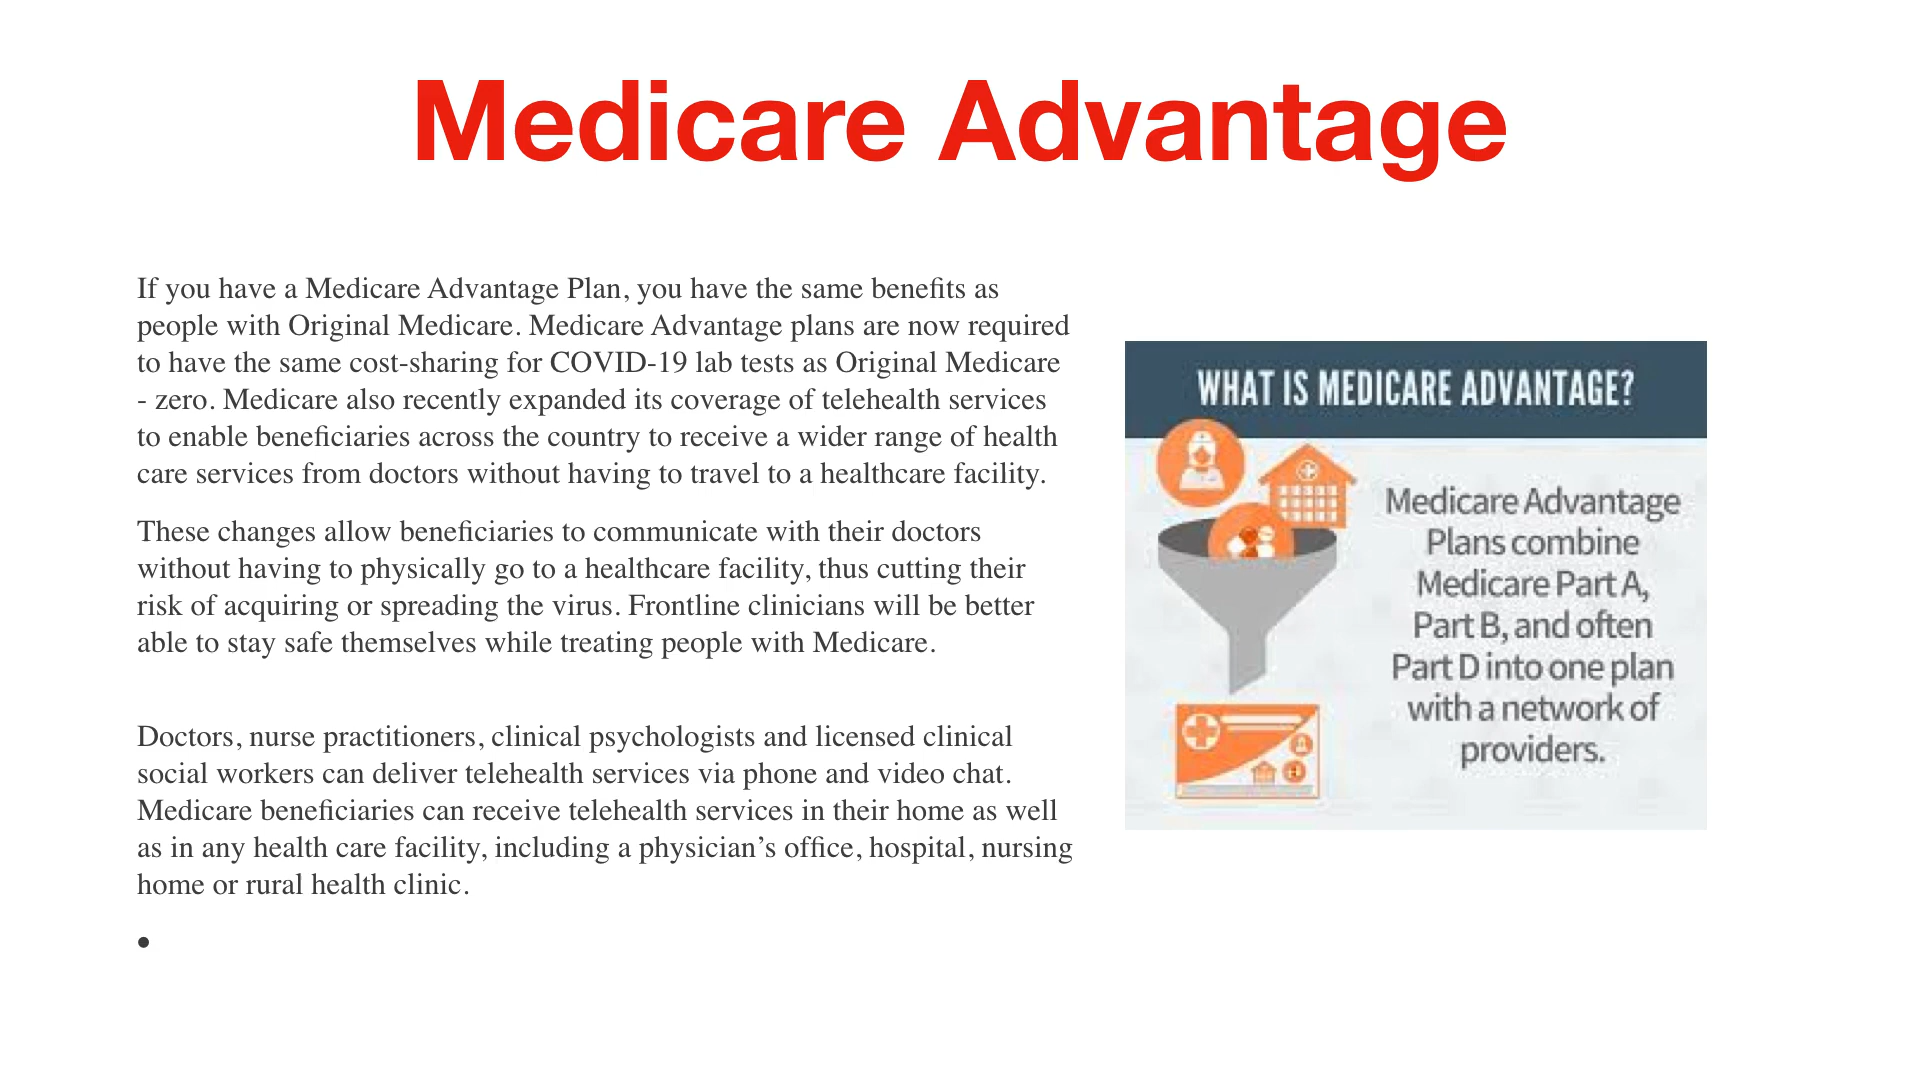 Medicare Advantage
If you have a Medicare Advantage Plan, you have the same benefits as
people with Original Medicare. Medicare Advantage plans are now required
to have the same cost-sharing for COVID-19 lab tests as Original Medicare
- zero. Medicare also recently expanded its coverage of telehealth services
to enable beneficiaries across the country to receive a wider range of health
care services from doctors without having to travel to a healthcare facility.
These changes allow beneficiaries to communicate with their doctors
without having to physically go to a healthcare facility, thus cutting their
risk of acquiring or spreading the virus. Frontline clinicians will be better
able to stay safe themselves while treating people with Medicare.
Doctors, nurse practitioners, clinical psychologists and licensed clinical
social workers can deliver telehealth services via phone and video chat.
Medicare beneficiaries can receive telehealth services in their home as well
as in any health care facility, including a physician’s office, hospital, nursing
home or rural health clinic.
•
WHAT IS MEDICARE ADVANTAGE?
Medicare Advantage
Plans combine
Medicare Part A,
Part B, and often
Part D into one plan
with a network of
providers.